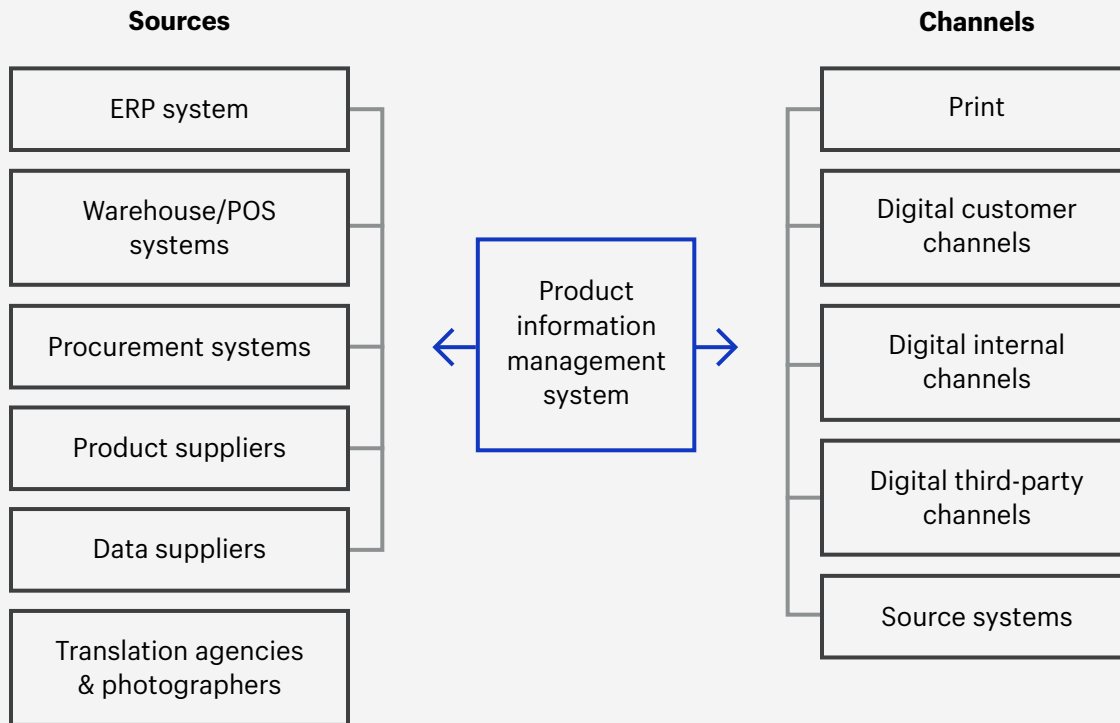 Sources
ERP system
Warehouse/POS
systems
Procurement systems
Product suppliers
Data suppliers
Translation agencies
& photographers
Product
information
management
system
Channels
Print
Digital customer
channels
Digital internal
channels
Digital third-party
channels
Source systems